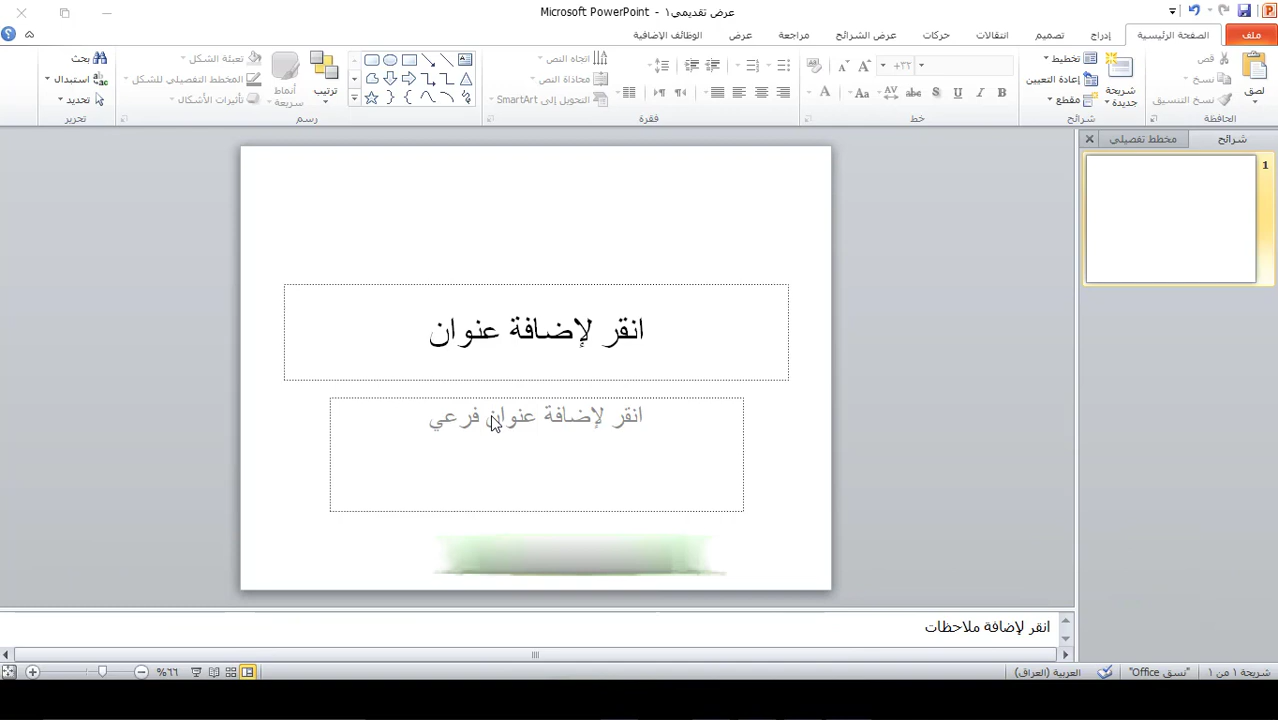 عرض تقديمي١ - Microsoft PowerPoint
ملف
الصفحة الرئيسية
إدراج
تصميم
انتقالات
حركات
عرض الشرائح
مراجعة
عرض
الوظائف الإضافية
لصق
قص
نسخ
نسخ التنسيق
الحافظة
شريحة جديدة
تخطيط
إعادة التعيين
مقطع
شرائح
٣٢+
خط
اتجاه النص
محاذاة النص
التحويل إلى SmartArt
فقرة
ترتيب
أنماط سريعة
تعبئة الشكل
المخطط التفصيلي للشكل
تأثيرات الأشكال
رسم
بحث
استبدال
تحديد
تحرير
شرائح
مخطط تفصيلي
1
انقر لإضافة عنوان
انقر لإضافة عنوان فرعي
انقر لإضافة ملاحظات
شريحة ١ من ١
"نسق Office"
العربية (العراق)
٦٦%